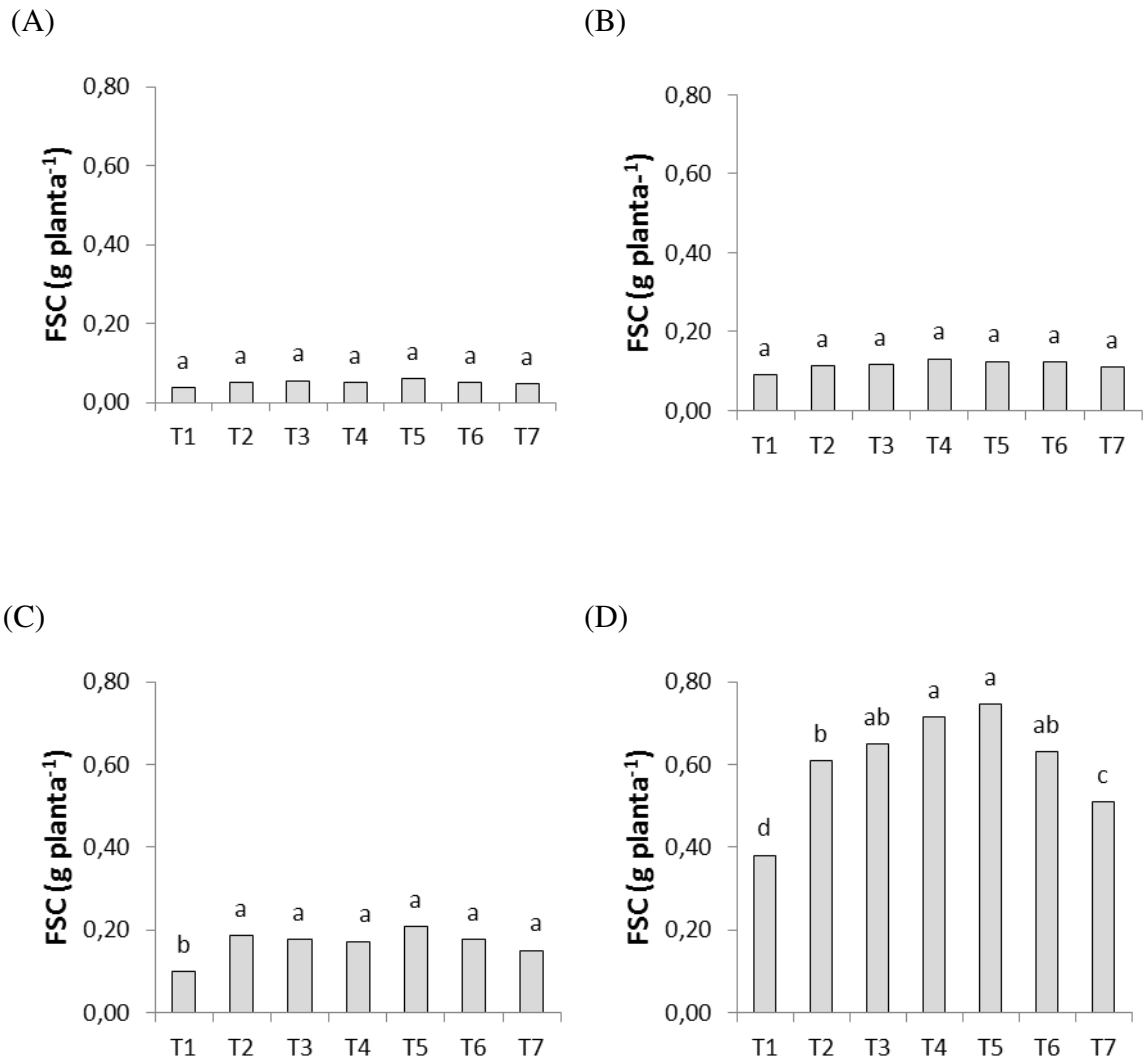 (A)
(B)
0,80
0,60
0,40
0,20
0,00
FSC (g planta⁻¹)
a a a a a a a
T1 T2 T3 T4 T5 T6 T7
0,80
0,60
0,40
0,20
0,00
FSC (g planta-¹)
a a a a a a a
T1 T2 T3 T4 T5 T6 T7
(C)
(D)
0,80
0,60
0,40
0,20
0,00
FSC (g planta⁻¹)
b a a a a a a
T1 T2 T3 T4 T5 T6 T7
0,80
0,60
0,40
0,20
0,00
FSC (g planta⁻¹)
d b ab a a ab c
T1 T2 T3 T4 T5 T6 T7